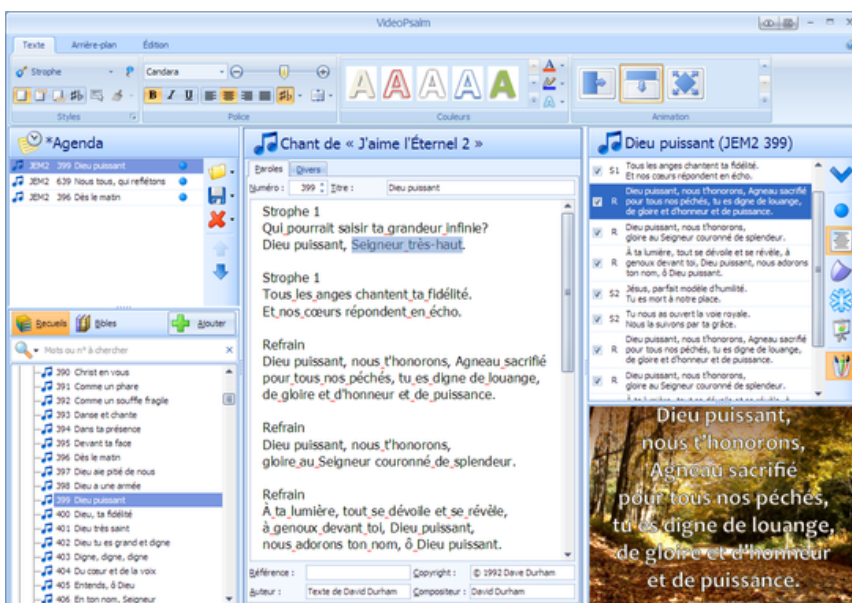 VideoPsalm
Texte
Arrière-plan
Édition
Strophe
Candara
B I U
A A A A A
Styles
Police
Couleurs
Animation
*Agenda
JEM2 399 Dieu puissant
JEM2 639 Nous tous, qui reflétons
JEM2 396 Dès le matin
Recueils
Bibles
Ajouter
Mots ou n° à chercher
390 Christ en vous
391 Comme un phare
392 Comme un souffle fragile
393 Danse et chante
394 Dans ta présence
395 Devant ta face
396 Dès le matin
397 Dieu aie pitié de nous
398 Dieu a une armée
399 Dieu puissant
400 Dieu, ta fidélité
401 Dieu très saint
402 Dieu tu es grand et digne
403 Digne, digne, digne
404 Du cœur et de la voix
405 Entends, ô Dieu
406 En ton nom, Seigneur
Chant de « J'aime l'Éternel 2 »
Paroles
Divers
Numéro : 399 Titre : Dieu puissant
Strophe 1
Qui pourrait saisir ta grandeur infinie?
Dieu puissant, Seigneur très-haut.
Strophe 1
Tous les anges chantent ta fidélité.
Et nos cœurs répondent en écho.
Refrain
Dieu puissant, nous t'honorons, Agneau sacrifié
pour tous nos péchés, tu es digne de louange,
de gloire et d'honneur et de puissance.
Refrain
Dieu puissant, nous t'honorons,
gloire au Seigneur couronné de splendeur.
Refrain
À ta lumière, tout se dévoile et se révèle,
à genoux devant toi, Dieu puissant,
nous adorons ton nom, ô Dieu puissant.
Référence :
Copyright : © 1992 Dave Durham
Auteur : Texte de David Durham
Compositeur : David Durham
Dieu puissant (JEM2 399)
S1 Tous les anges chantent ta fidélité.
Et nos cœurs répondent en écho.
R Dieu puissant, nous t'honorons, Agneau sacrifié
pour tous nos péchés, tu es digne de louange,
de gloire et d'honneur et de puissance.
R Dieu puissant, nous t'honorons,
gloire au Seigneur couronné de splendeur.
R À ta lumière, tout se dévoile et se révèle, à
genoux devant toi, Dieu puissant, nous adorons
ton nom, ô Dieu puissant.
S2 Jésus, parfait modèle d'humilité.
Tu es mort à notre place.
S2 Tu nous as ouvert la voie royale.
Nous la suivons par ta grâce.
R Dieu puissant, nous t'honorons, Agneau sacrifié
pour tous nos péchés, tu es digne de louange,
de gloire et d'honneur et de puissance.
R Dieu puissant, nous t'honorons,
gloire au Seigneur couronné de splendeur.
Dieu puissant,
nous t'honorons,
Agneau sacrifié
pour tous nos péchés,
tu es digne de louange,
de gloire et d'honneur
et de puissance.